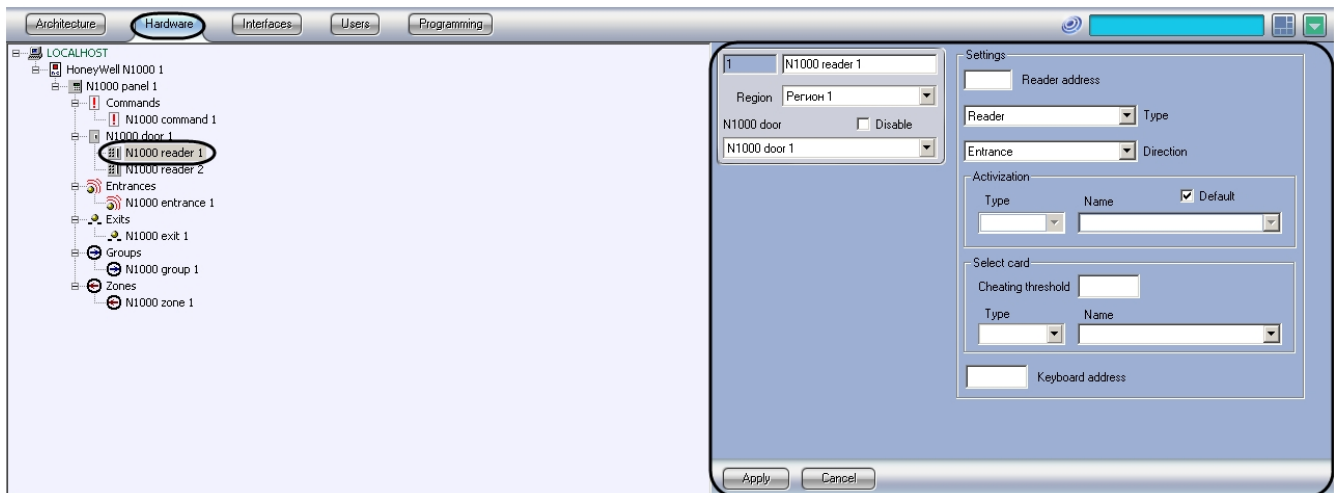 Architecture Hardware Interfaces Users Programming
LOCALHOST
HoneyWell N1000 1
N1000 panel 1
Commands
N1000 command 1
N1000 door 1
N1000 reader 1
N1000 reader 2
Entrances
N1000 entrance 1
Exits
N1000 exit 1
Groups
N1000 group 1
Zones
N1000 zone 1
1 N1000 reader 1
Region Регион 1
N1000 door Disable
N1000 door 1
Settings
Reader address
Reader Type
Entrance Direction
Activization
Type Name Default
Select card
Cheating threshold
Type Name
Keyboard address
Apply Cancel